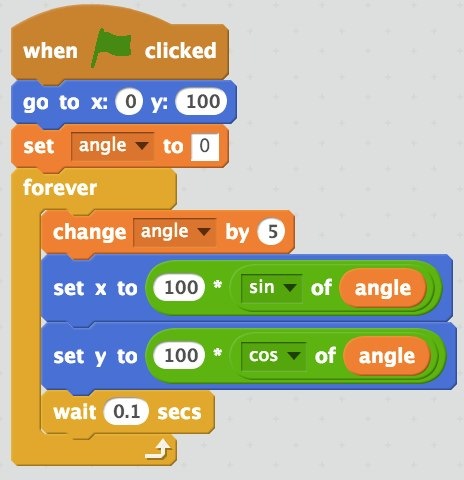 when clicked
go to x: 0 y: 100
set angle to 0
forever
change angle by 5
set x to 100 * sin of angle
set y to 100 * cos of angle
wait 0.1 secs